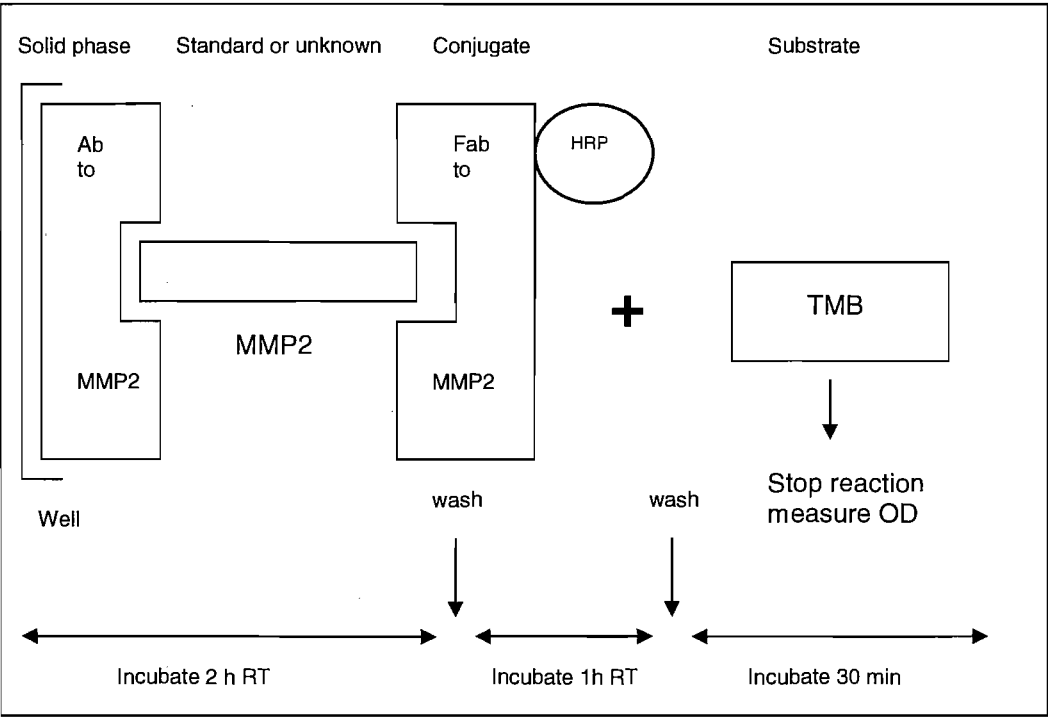 Solid phase
Standard or unknown
Conjugate
Substrate
Ab
to
Fab
to
HRP
TMB
MMP2
MMP2
MMP2
Stop reaction
measure OD
wash
wash
Well
Incubate 2 h RT
Incubate 1h RT
Incubate 30 min